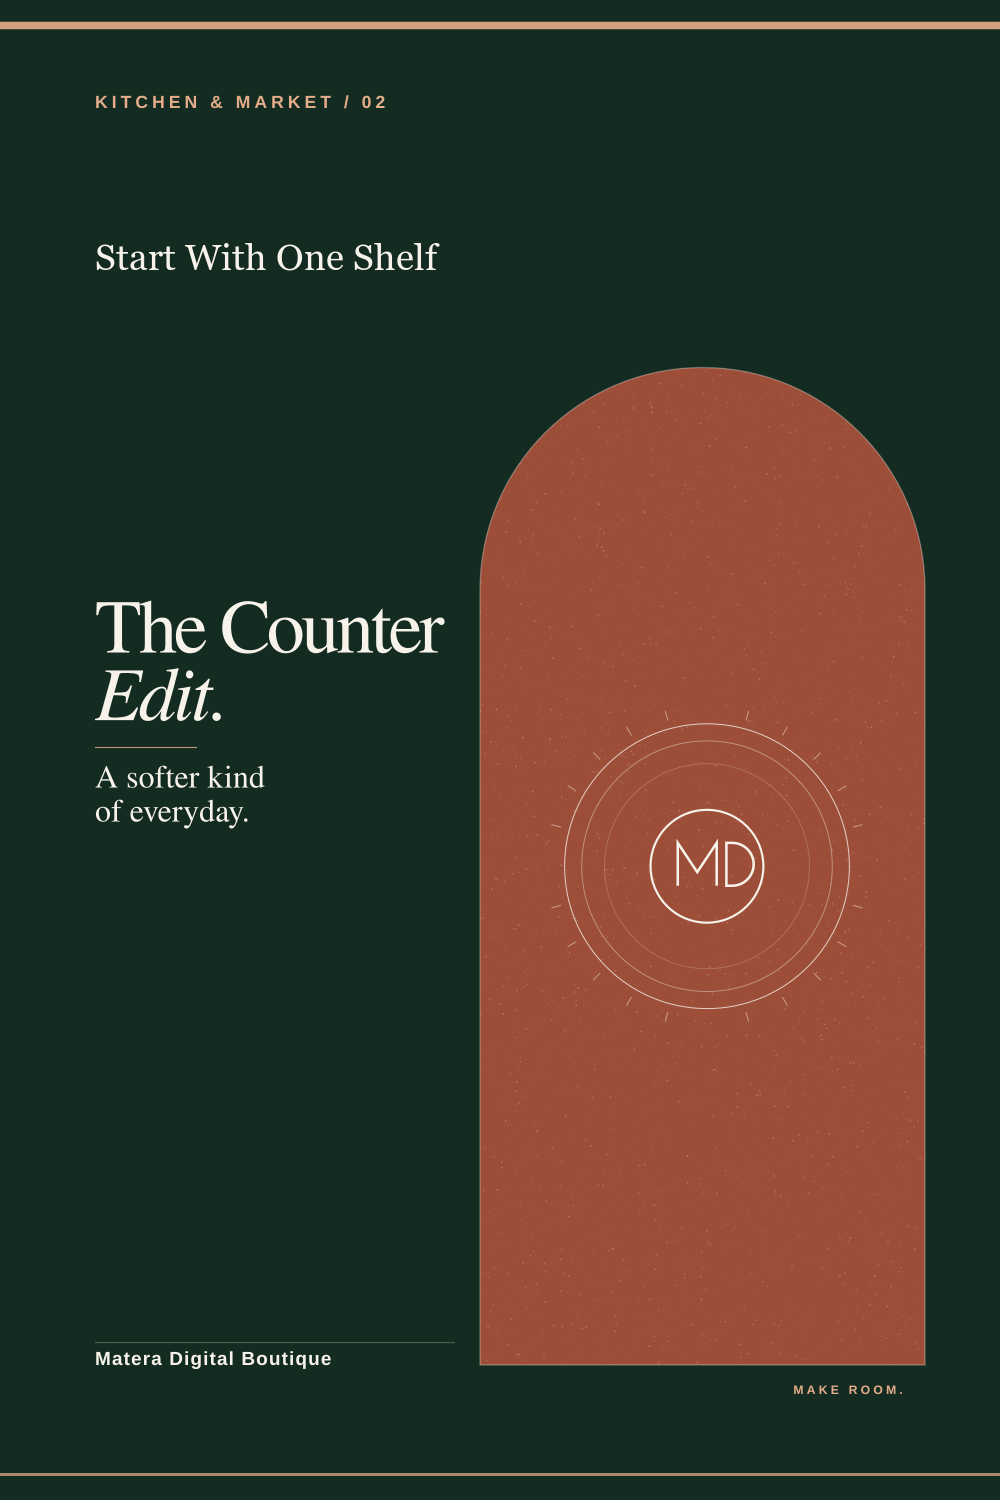 KITCHEN & MARKET / 02
Start With One Shelf
The Counter
Edit.
A softer kind
of everyday.
MD
Matera Digital Boutique
MAKE ROOM.